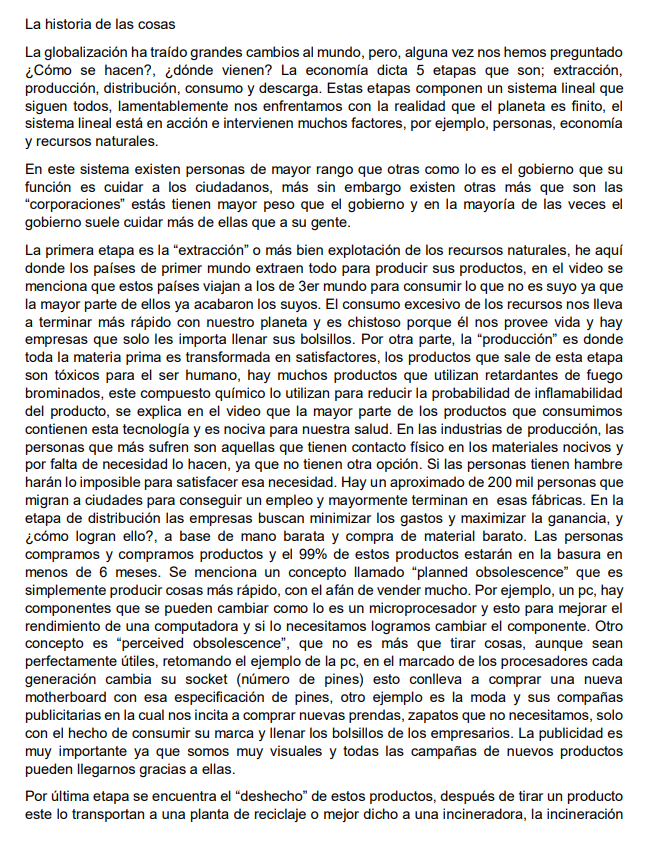 La historia de las cosas
La globalización ha traído grandes cambios al mundo, pero, alguna vez nos hemos preguntado
¿Cómo se hacen?, ¿dónde vienen? La economía dicta 5 etapas que son; extracción,
producción, distribución, consumo y descarga. Estas etapas componen un sistema lineal que
siguen todos, lamentablemente nos enfrentamos con la realidad que el planeta es finito, el
sistema lineal está en acción e intervienen muchos factores, por ejemplo, personas, economía
y recursos naturales.
En este sistema existen personas de mayor rango que otras como lo es el gobierno que su
función es cuidar a los ciudadanos, más sin embargo existen otras más que son las
“corporaciones” estás tienen mayor peso que el gobierno y en la mayoría de las veces el
gobierno suele cuidar más de ellas que a su gente.
La primera etapa es la “extracción” o más bien explotación de los recursos naturales, he aquí
donde los países de primer mundo extraen todo para producir sus productos, en el video se
menciona que estos países viajan a los de 3er mundo para consumir lo que no es suyo ya que
la mayor parte de ellos ya acabaron los suyos. El consumo excesivo de los recursos nos lleva
a terminar más rápido con nuestro planeta y es chistoso porque él nos provee vida y hay
empresas que solo les importa llenar sus bolsillos. Por otra parte, la “producción” es donde
toda la materia prima es transformada en satisfactores, los productos que sale de esta etapa
son tóxicos para el ser humano, hay muchos productos que utilizan retardantes de fuego
brominados, este compuesto químico lo utilizan para reducir la probabilidad de inflamabilidad
del producto, se explica en el video que la mayor parte de los productos que consumimos
contienen esta tecnología y es nociva para nuestra salud. En las industrias de producción, las
personas que más sufren son aquellas que tienen contacto físico en los materiales nocivos y
por falta de necesidad lo hacen, ya que no tienen otra opción. Si las personas tienen hambre
harán lo imposible para satisfacer esa necesidad. Hay un aproximado de 200 mil personas que
migran a ciudades para conseguir un empleo y mayormente terminan en esas fábricas. En la
etapa de distribución las empresas buscan minimizar los gastos y maximizar la ganancia, y
¿cómo logran ello?, a base de mano barata y compra de material barato. Las personas
compramos y compramos productos y el 99% de estos productos estarán en la basura en
menos de 6 meses. Se menciona un concepto llamado “planned obsolescence” que es
simplemente producir cosas más rápido, con el afán de vender mucho. Por ejemplo, un pc, hay
componentes que se pueden cambiar como lo es un microprocesador y esto para mejorar el
rendimiento de una computadora y si lo necesitamos logramos cambiar el componente. Otro
concepto es “perceived obsolescence”, que no es más que tirar cosas, aunque sean
perfectamente útiles, retomando el ejemplo de la pc, en el marcado de los procesadores cada
generación cambia su socket (número de pines) esto conlleva a comprar una nueva
motherboard con esa especificación de pines, otro ejemplo es la moda y sus compañas
publicitarias en la cual nos incita a comprar nuevas prendas, zapatos que no necesitamos, solo
con el hecho de consumir su marca y llenar los bolsillos de los empresarios. La publicidad es
muy importante ya que somos muy visuales y todas las campañas de nuevos productos
pueden llegarnos gracias a ellas.
Por última etapa se encuentra el “deshecho” de estos productos, después de tirar un producto
este lo transportan a una planta de reciclaje o mejor dicho a una incineradora, la incineración